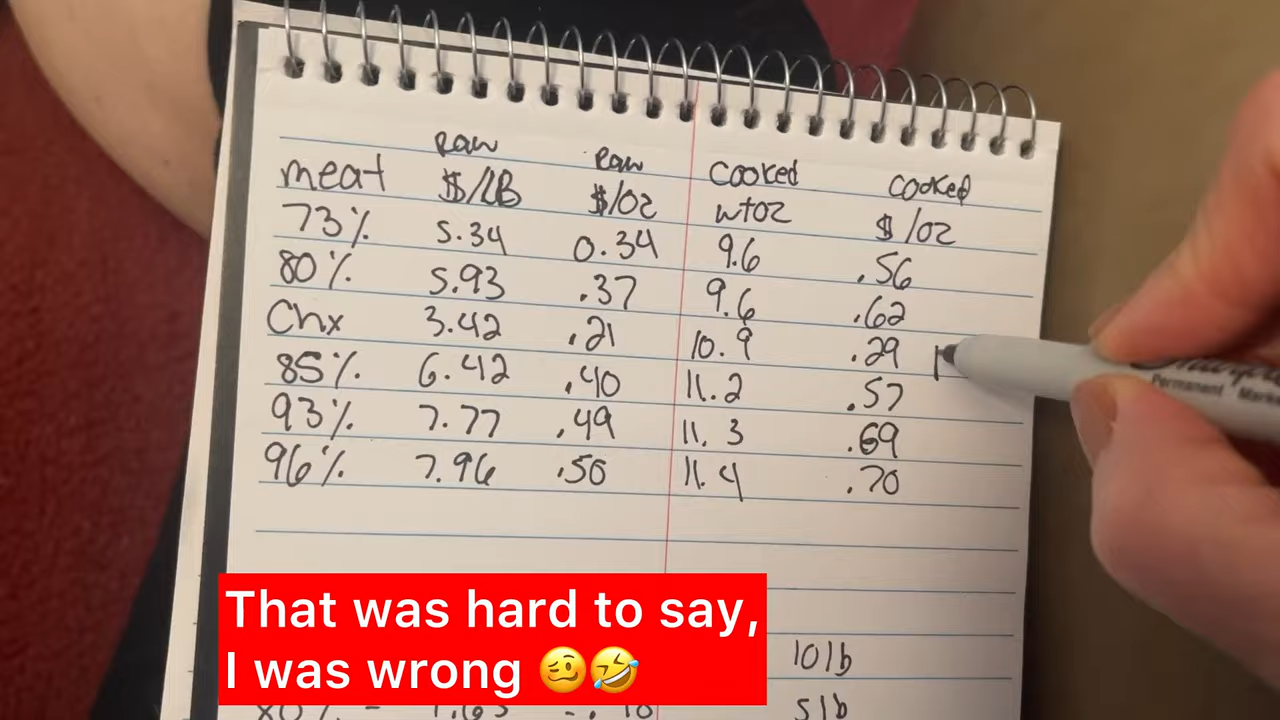 Raw Raw Cooked Cooked
meat $/LB $/oz wtoz $/oz
73% 5.34 0.34 9.6 .56
80% 5.93 .37 9.6 .62
Chx 3.42 .21 10.9 .29
85% 6.42 .40 11.2 .57
93% 7.77 .49 11.3 .69
96% 7.96 .50 11.4 .70
That was hard to say,
I was wrong 🥴🤣
10lb
5lb
Permanent Marke